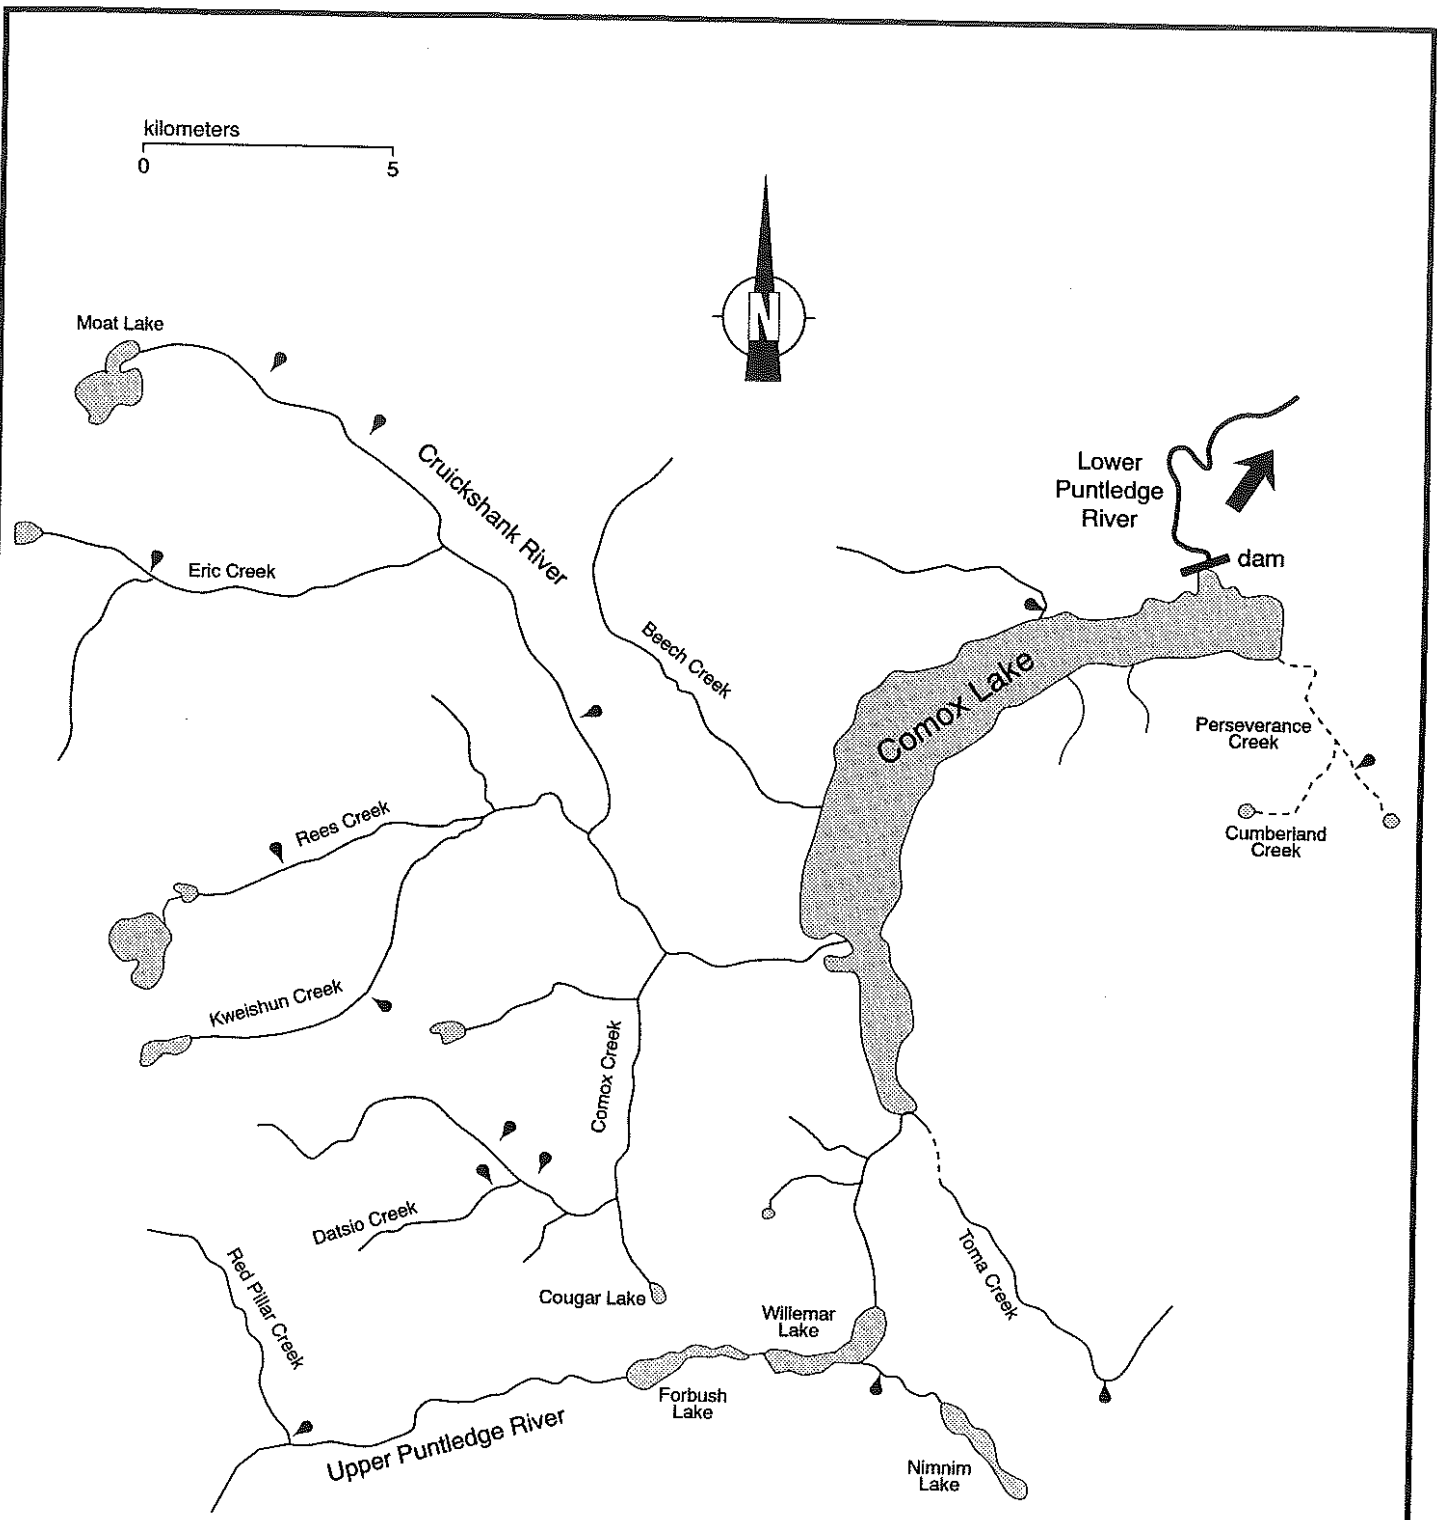 kilometers
0 5
N
Moat Lake
Cruickshank River
Lower
Puntledge
River
dam
Eric Creek
Beech Creek
Comox Lake
Perseverance
Creek
Rees Creek
Cumberland
Creek
Kweishun Creek
Comox Creek
Datsio Creek
Red Pillar Creek
Toma Creek
Cougar Lake
Willemar
Lake
Forbush
Lake
Upper Puntledge River
Nimnim
Lake